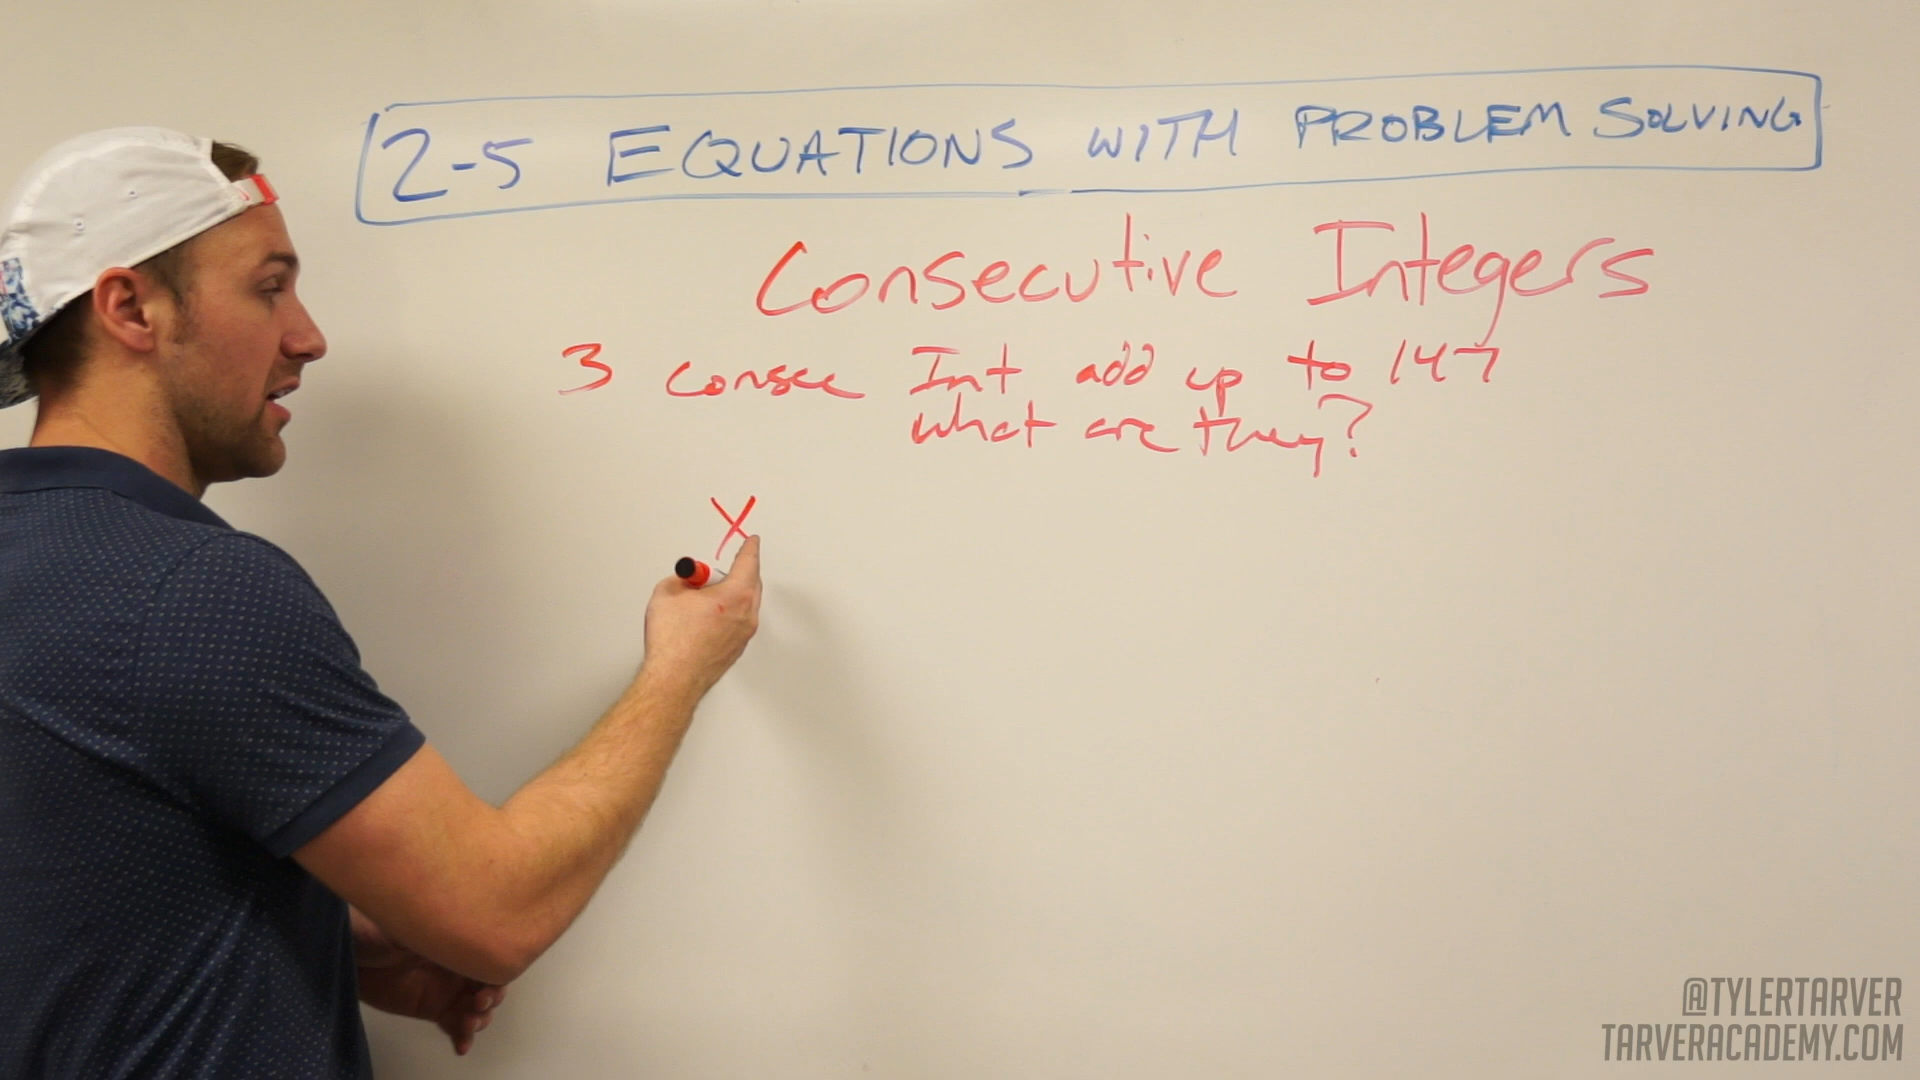 2-5 EQUATIONS WITH PROBLEM SOLVING
Consecutive Integers
3 consec Int add up to 147
what are they?
X
@TYLERTARVER
TARVERACADEMY.COM